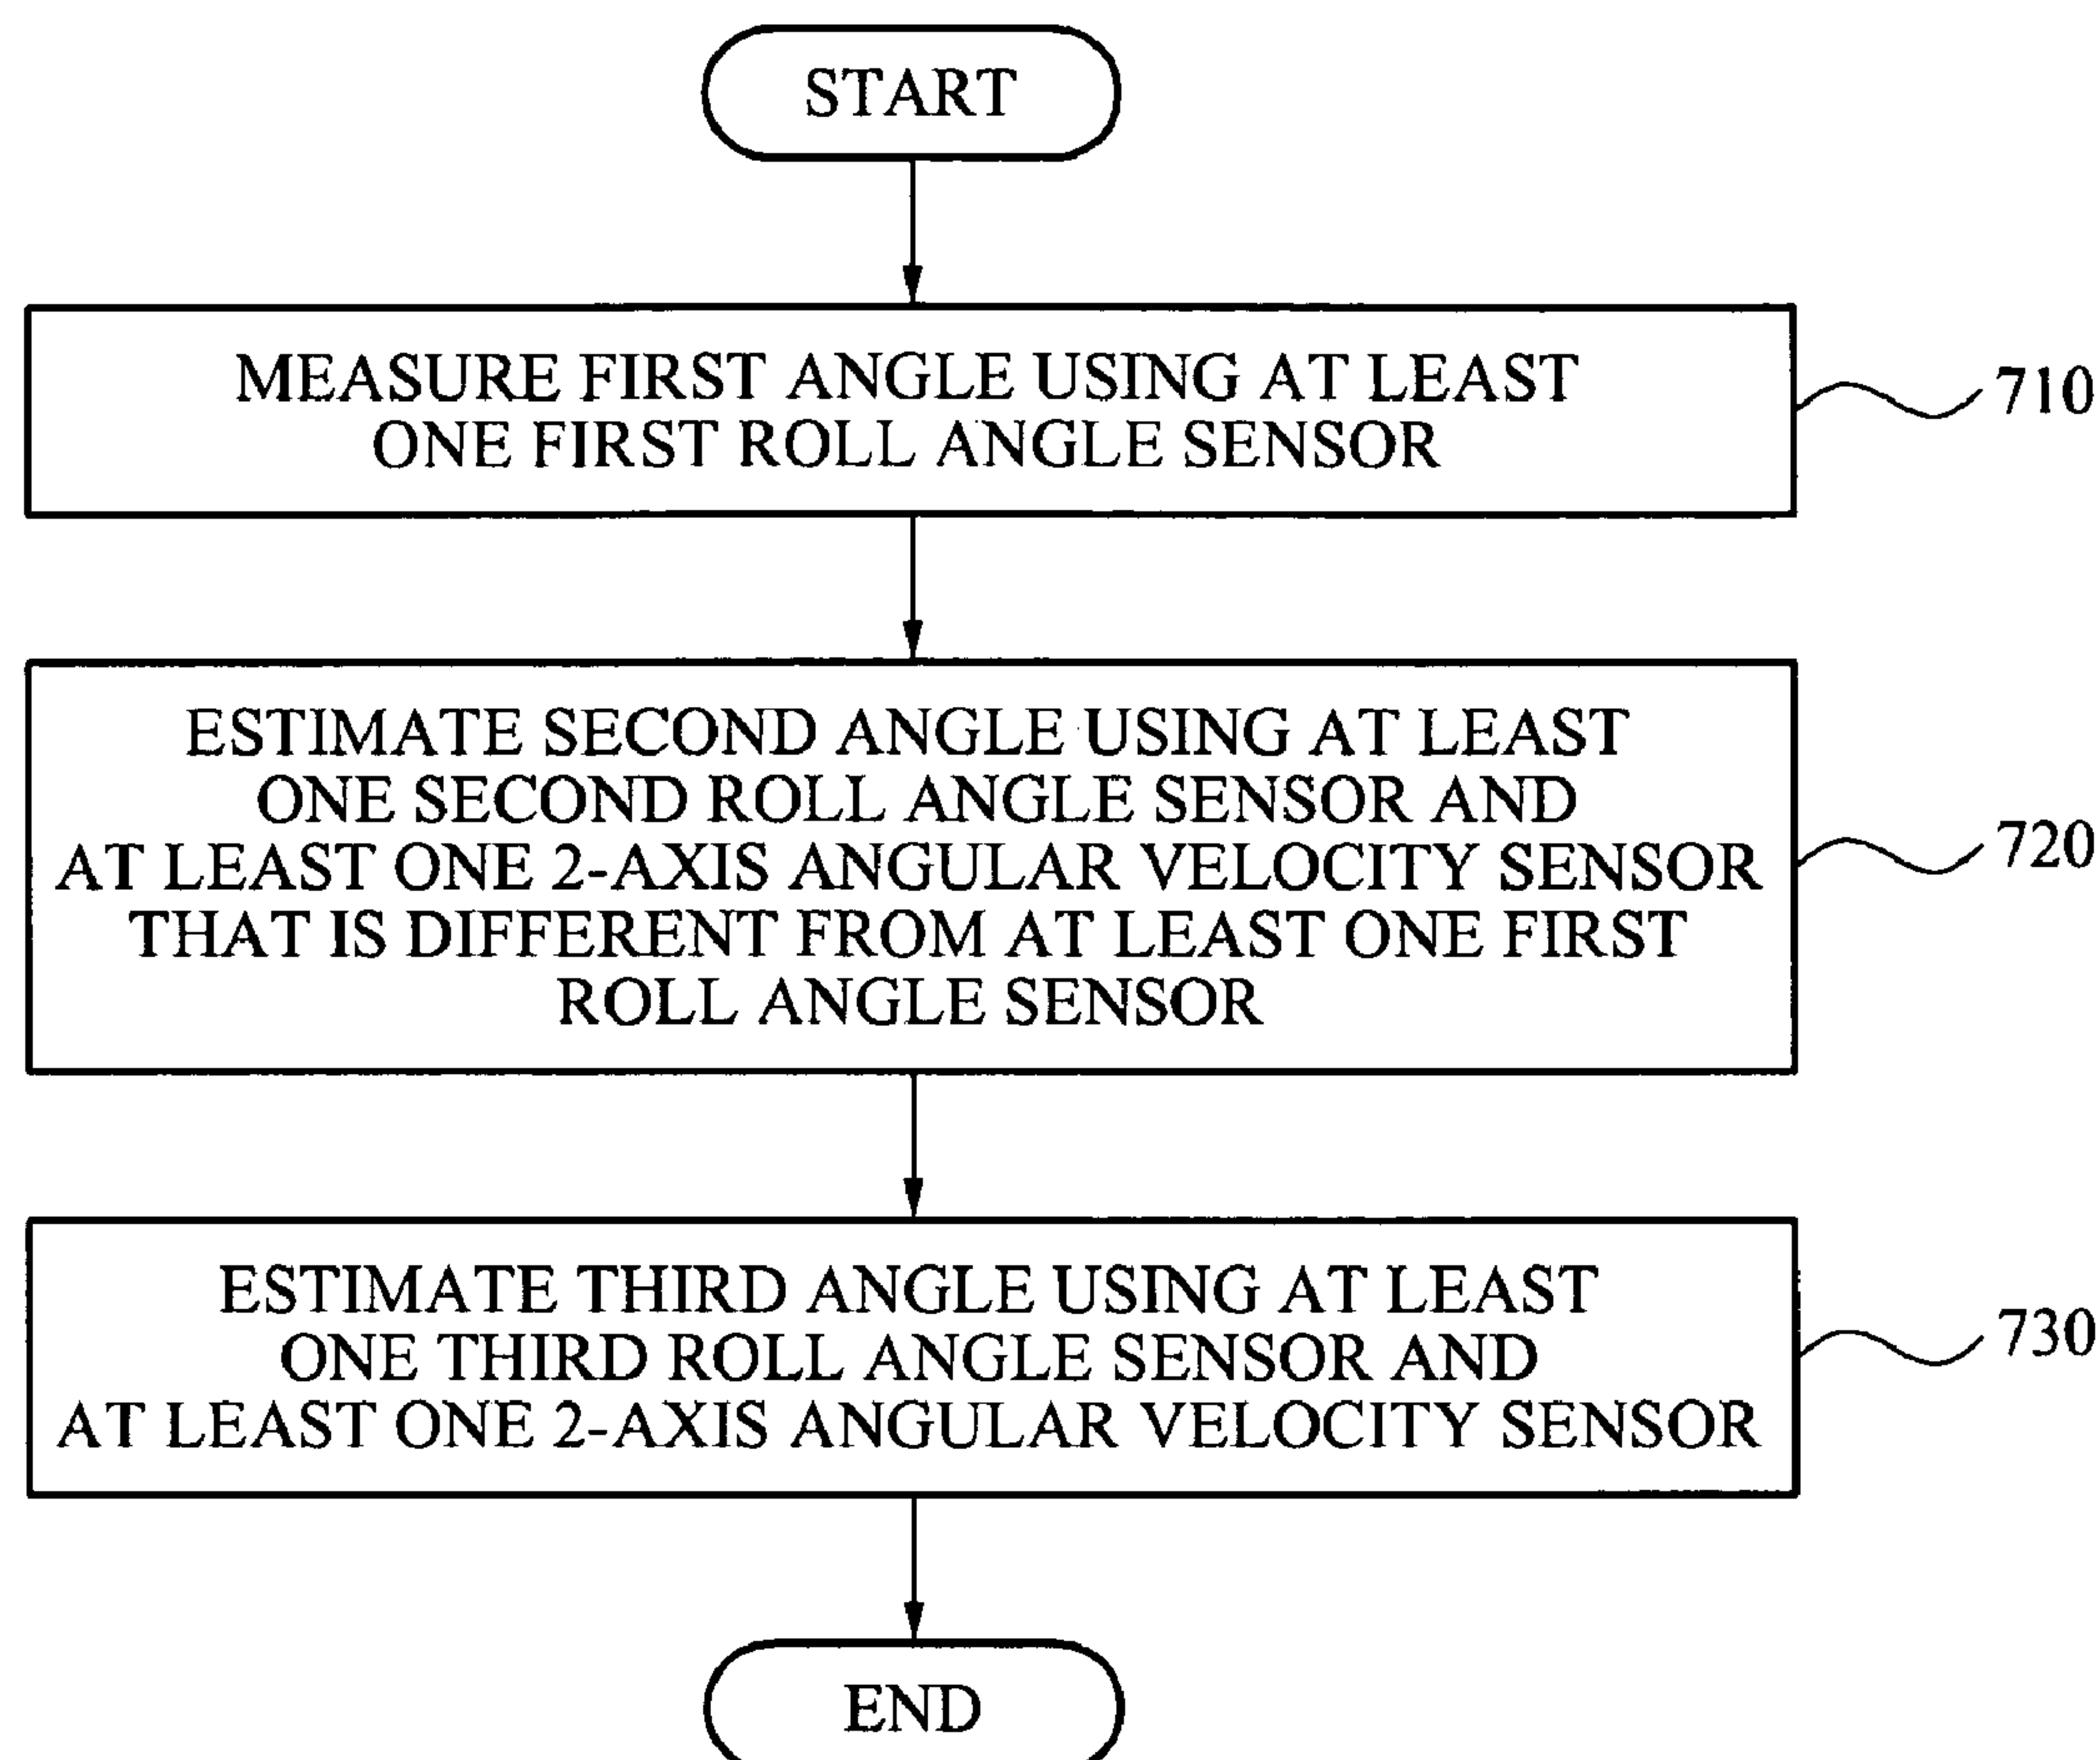 START
MEASURE FIRST ANGLE USING AT LEAST
ONE FIRST ROLL ANGLE SENSOR
710
ESTIMATE SECOND ANGLE USING AT LEAST
ONE SECOND ROLL ANGLE SENSOR AND
AT LEAST ONE 2-AXIS ANGULAR VELOCITY SENSOR
THAT IS DIFFERENT FROM AT LEAST ONE FIRST
ROLL ANGLE SENSOR
720
ESTIMATE THIRD ANGLE USING AT LEAST
ONE THIRD ROLL ANGLE SENSOR AND
AT LEAST ONE 2-AXIS ANGULAR VELOCITY SENSOR
730
END